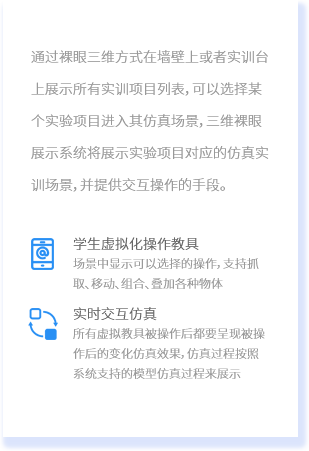 通过裸眼三维方式在墙壁上或者实训台
上展示所有实训项目列表，可以选择某
个实验项目进入其仿真场景，三维裸眼
展示系统将展示实验项目对应的仿真实
训场景，并提供交互操作的手段。
学生虚拟化操作教具
场景中显示可以选择的操作，支持抓
取、移动、组合、叠加各种物体
实时交互仿真
所有虚拟教具被操作后都要呈现被操
作后的变化仿真效果，仿真过程按照
系统支持的模型仿真过程来展示